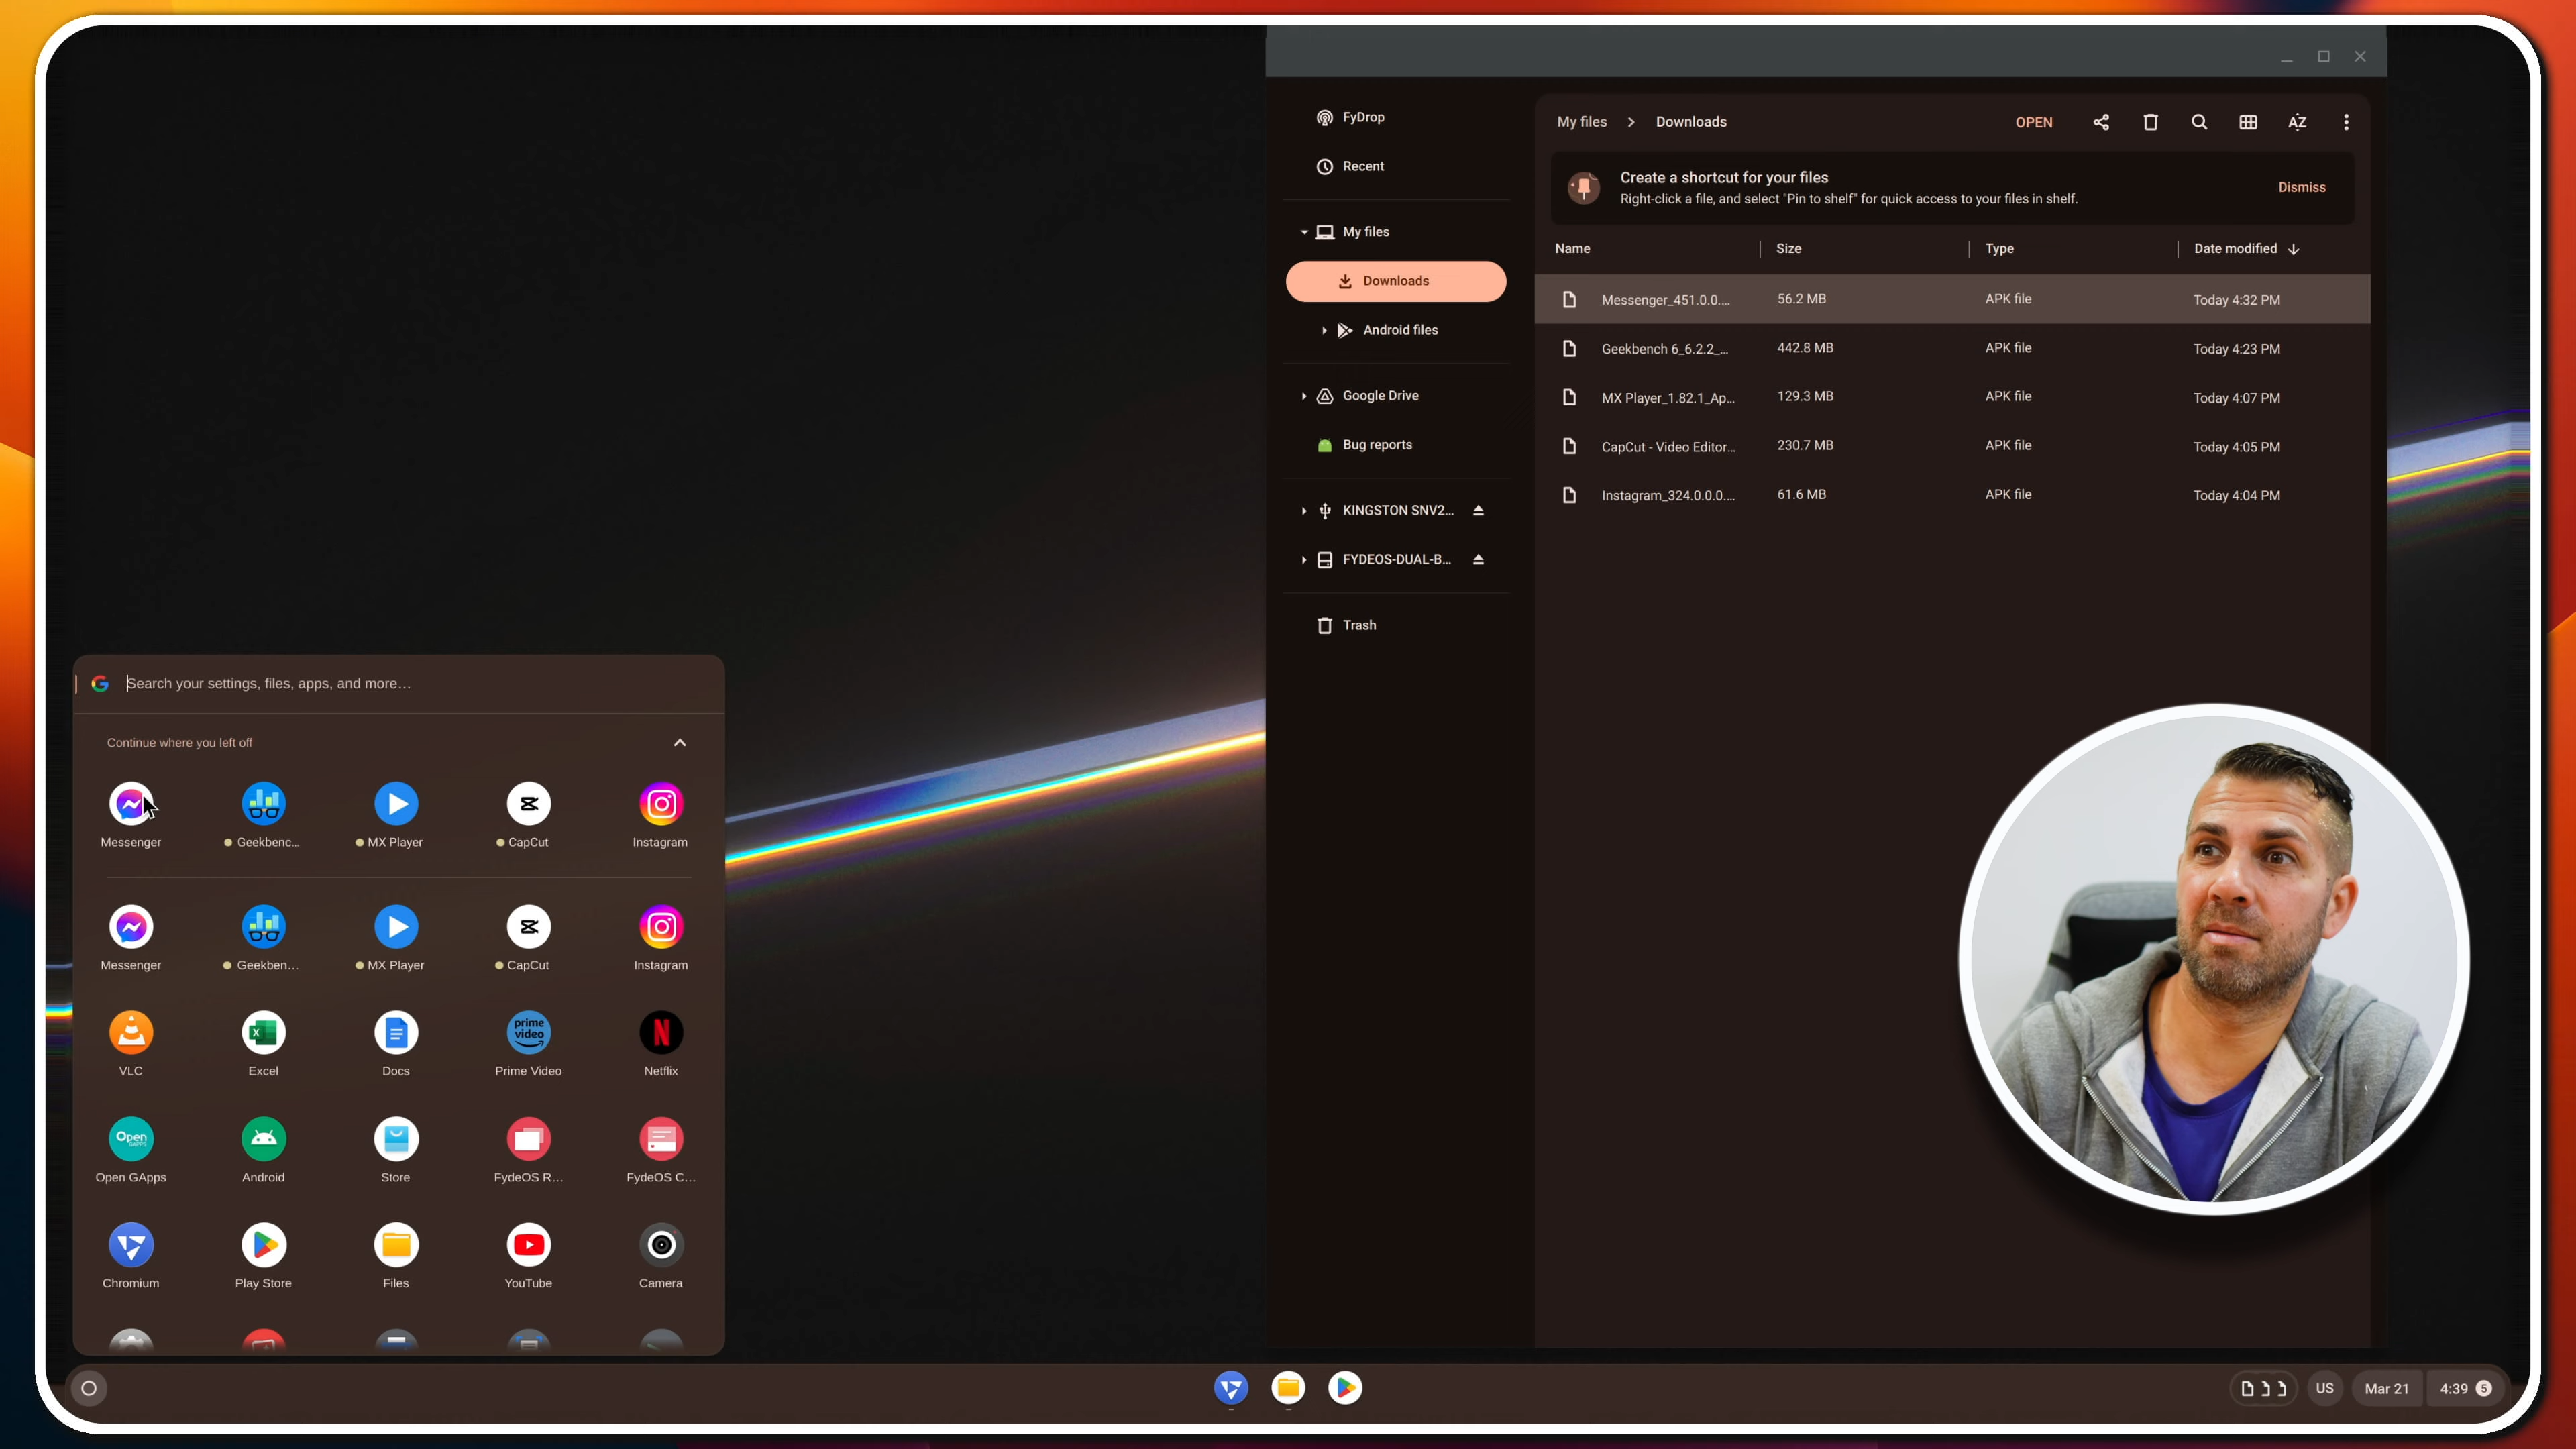 FyDrop
Recent
My files
Downloads
Android files
Google Drive
Bug reports
KINGSTON SNV2...
FYDEOS-DUAL-B...
Trash
My files > Downloads
OPEN
AZ
Create a shortcut for your files
Right-click a file, and select "Pin to shelf" for quick access to your files in shelf.
Dismiss
Name Size Type Date modified
Messenger_451.0.0.... 56.2 MB APK file Today 4:32 PM
Geekbench 6_6.2.2_... 442.8 MB APK file Today 4:23 PM
MX Player_1.82.1_Ap... 129.3 MB APK file Today 4:07 PM
CapCut - Video Editor... 230.7 MB APK file Today 4:05 PM
Instagram_324.0.0.0.... 61.6 MB APK file Today 4:04 PM
Search your settings, files, apps, and more...
Continue where you left off
Messenger Geekbenc... MX Player CapCut Instagram
Messenger Geekben... MX Player CapCut Instagram
prime
video
VLC Excel Docs Prime Video Netflix
Open
GAPPS
Open GApps Android Store FydeOS R... FydeOS C...
Chromium Play Store Files YouTube Camera
US Mar 21 4:39 5